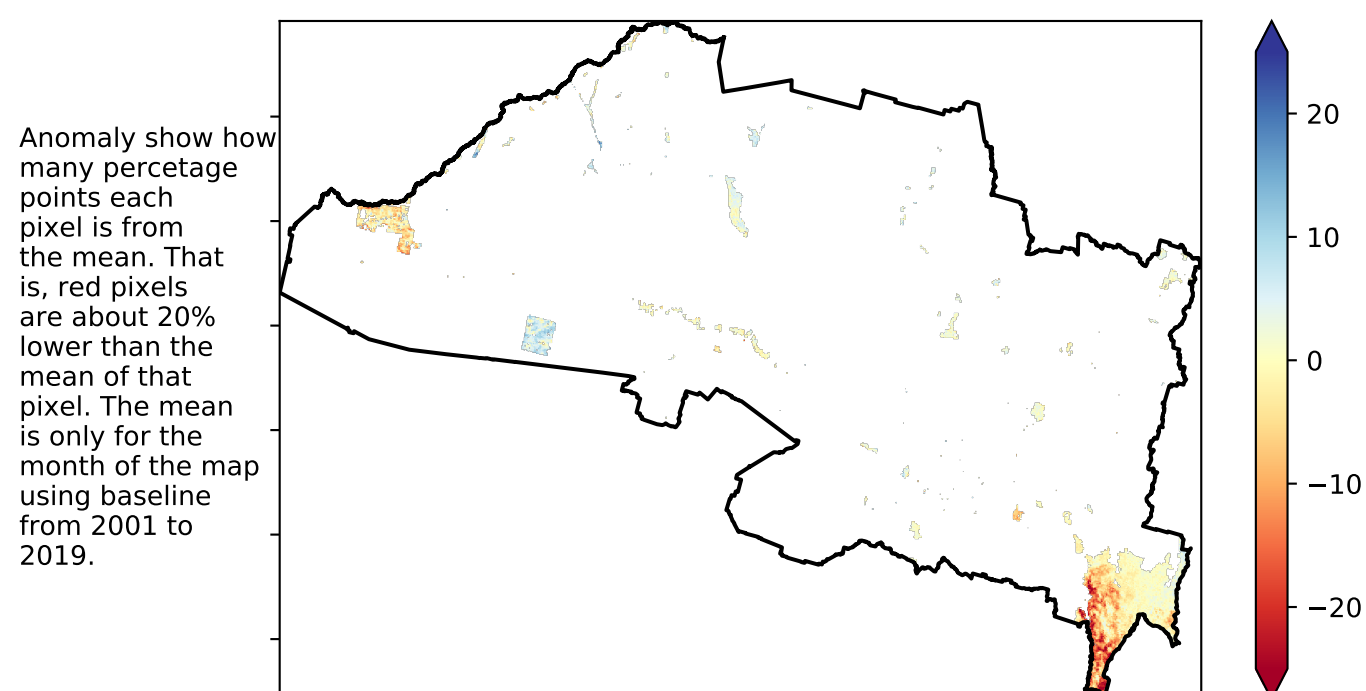 Anomaly show how
many percetage
points each
pixel is from
the mean. That
is, red pixels
are about 20%
lower than the
mean of that
pixel. The mean
is only for the
month of the map
using baseline
from 2001 to
2019.
20
10
0
−10
−20